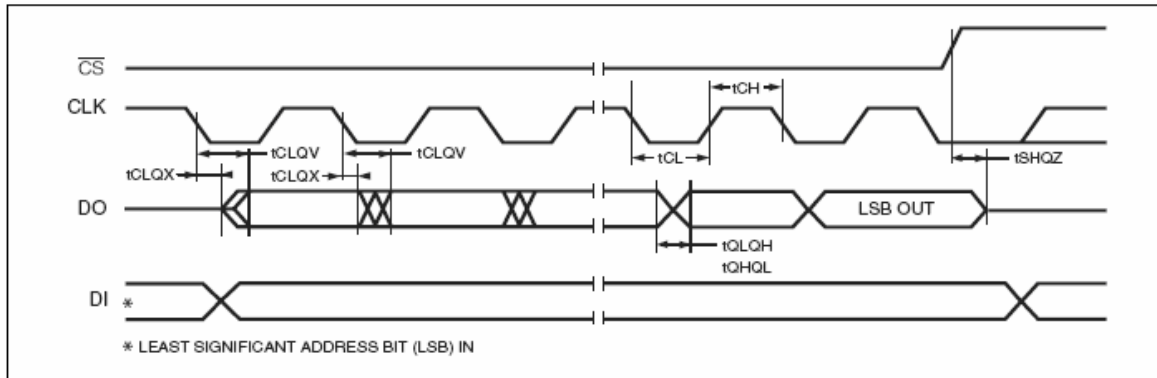 CS
CLK
tCH
tCLQV
tCLQV
tCL
tSHQZ
tCLQX
tCLQX
DO
LSB OUT
tQLQH
tQHQL
DI *
* LEAST SIGNIFICANT ADDRESS BIT (LSB) IN